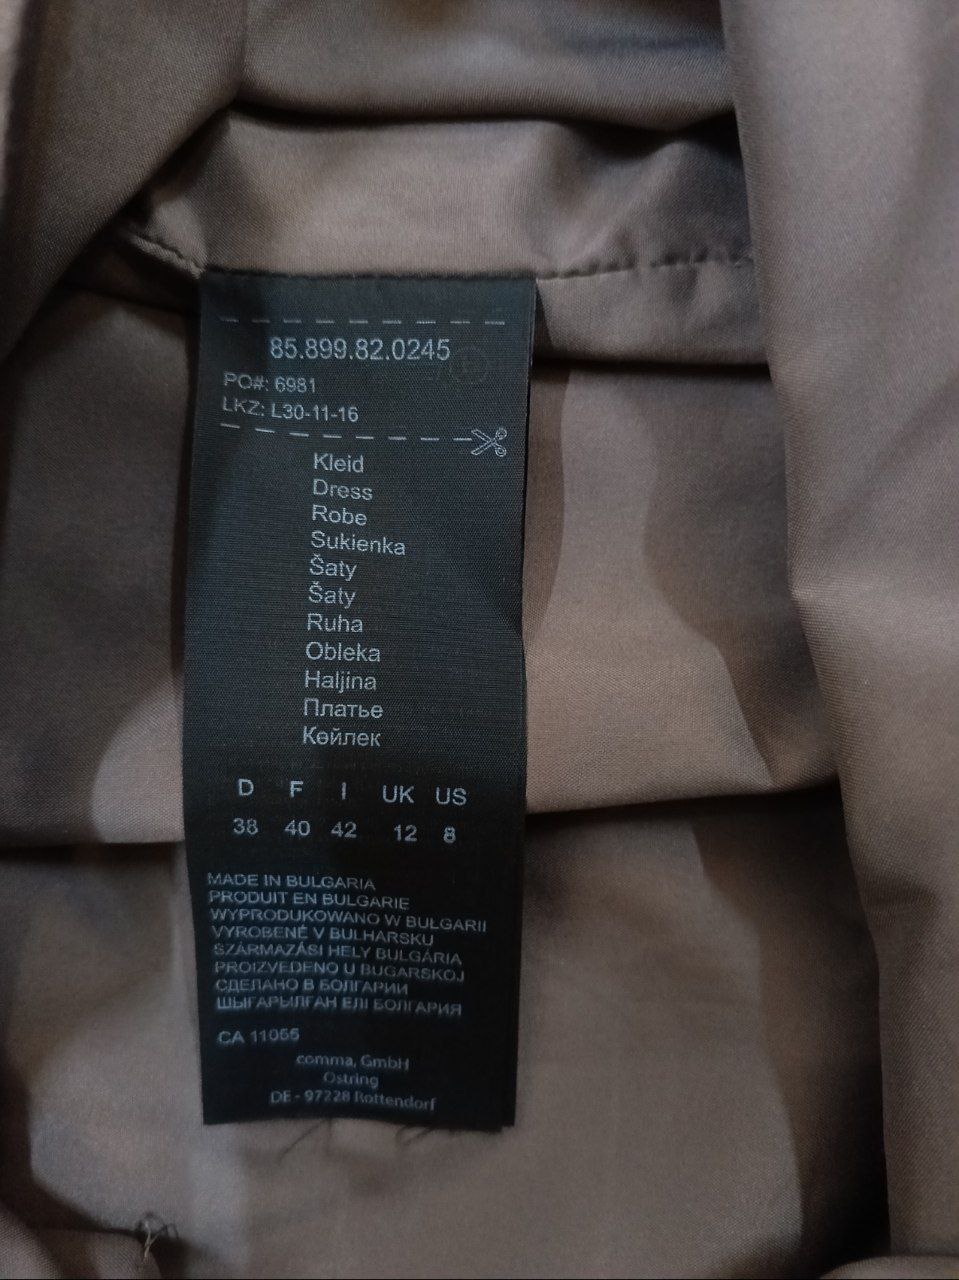 85.899.82.0245
PO#: 6981
LKZ: L30-11-16
Kleid
Dress
Robe
Sukienka
Šaty
Šaty
Ruha
Obleka
Haljina
Платье
Көйлек
D F I UK US
38 40 42 12 8
MADE IN BULGARIA
PRODUIT EN BULGARIE
WYPRODUKOWANO W BUŁGARII
VYROBENÉ V BULHARSKU
SZÁRMAZÁSI HELY BULGÁRIA
PROIZVEDENO U BUGARSKOJ
СДЕЛАНО В БОЛГАРИИ
ШЫҒАРЫЛҒАН ЕЛІ БОЛГАРИЯ
CA 11055
comma, GmbH
Ostring
DE - 97228 Rottendorf